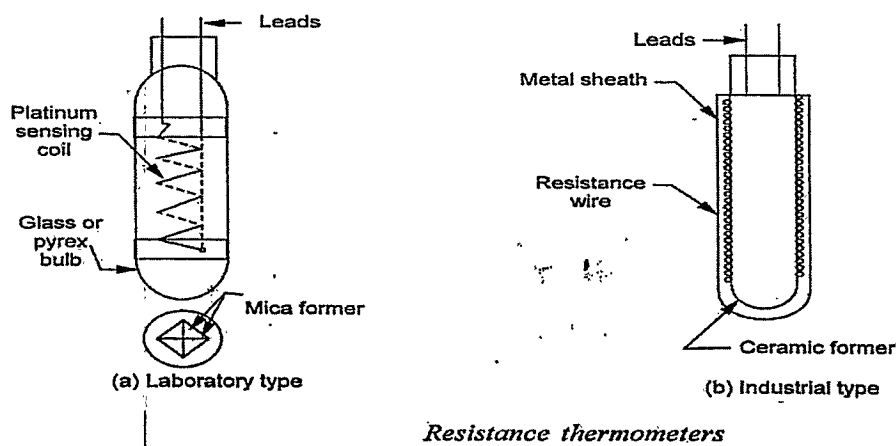 Leads
Platinum
sensing
coil
Glass or
pyrex
bulb
Mica former
(a) Laboratory type
Leads
Metal sheath
Resistance
wire
Ceramic former
(b) Industrial type
Resistance thermometers